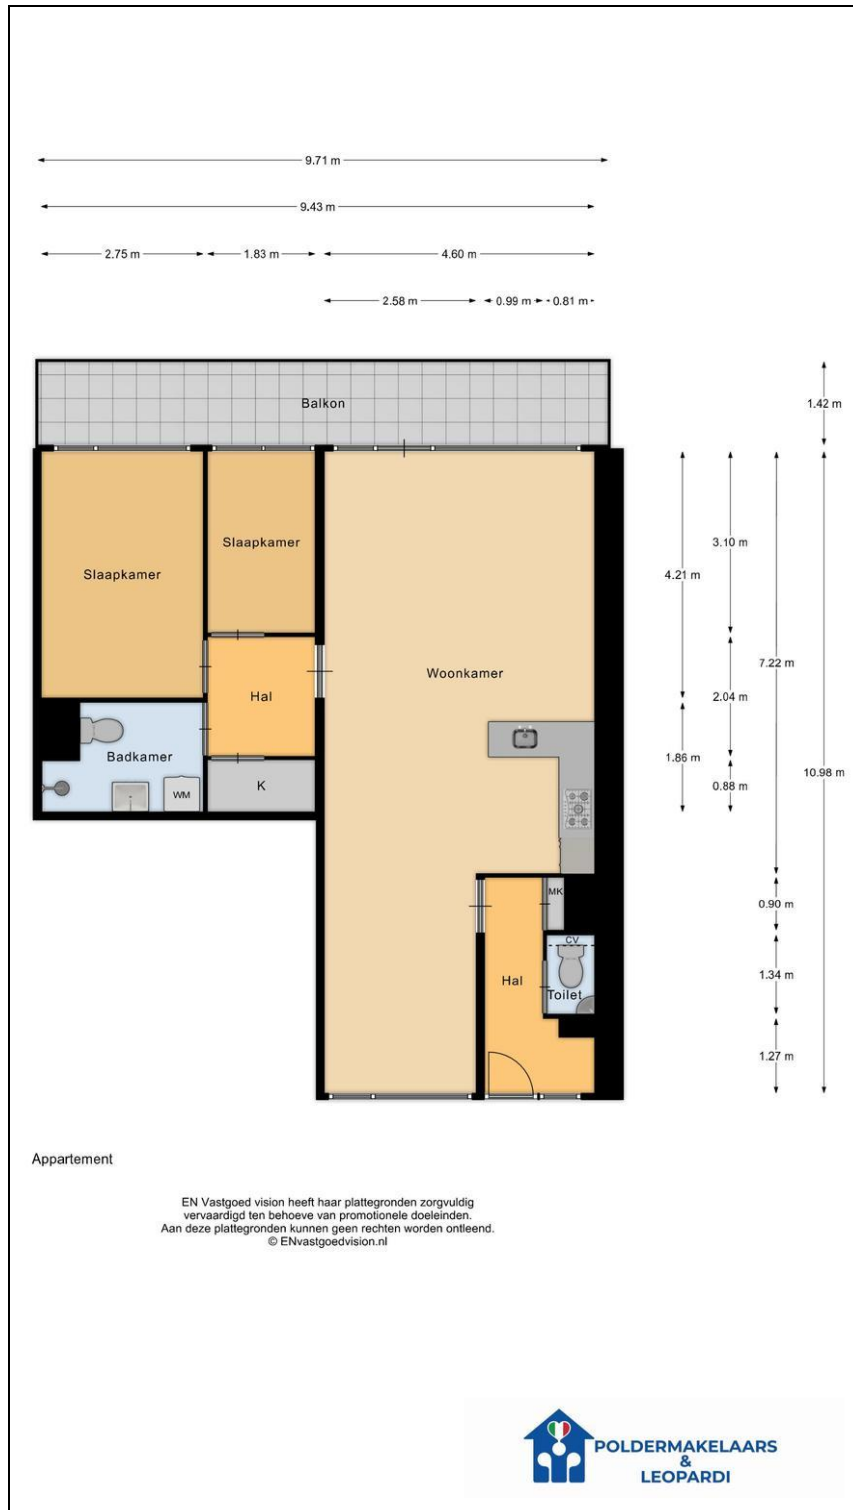 9.71 m
9.43 m
2.75 m
1.83 m
4.60 m
2.58 m
0.99 m
0.81 m
Balkon
1.42 m
Slaapkamer
Slaapkamer
3.10 m
4.21 m
Woonkamer
7.22 m
Hal
2.04 m
Badkamer
1.86 m
10.98 m
K
0.88 m
WM
MK
0.90 m
CV
Hal
Toilet
1.34 m
1.27 m
Appartement
EN Vastgoed vision heeft haar plattegronden zorgvuldig
vervaardigd ten behoeve van promotionele doeleinden.
Aan deze plattegronden kunnen geen rechten worden ontleend.
© ENvastgoedvision.nl
POLDERMAKELAARS
&
LEOPARDI